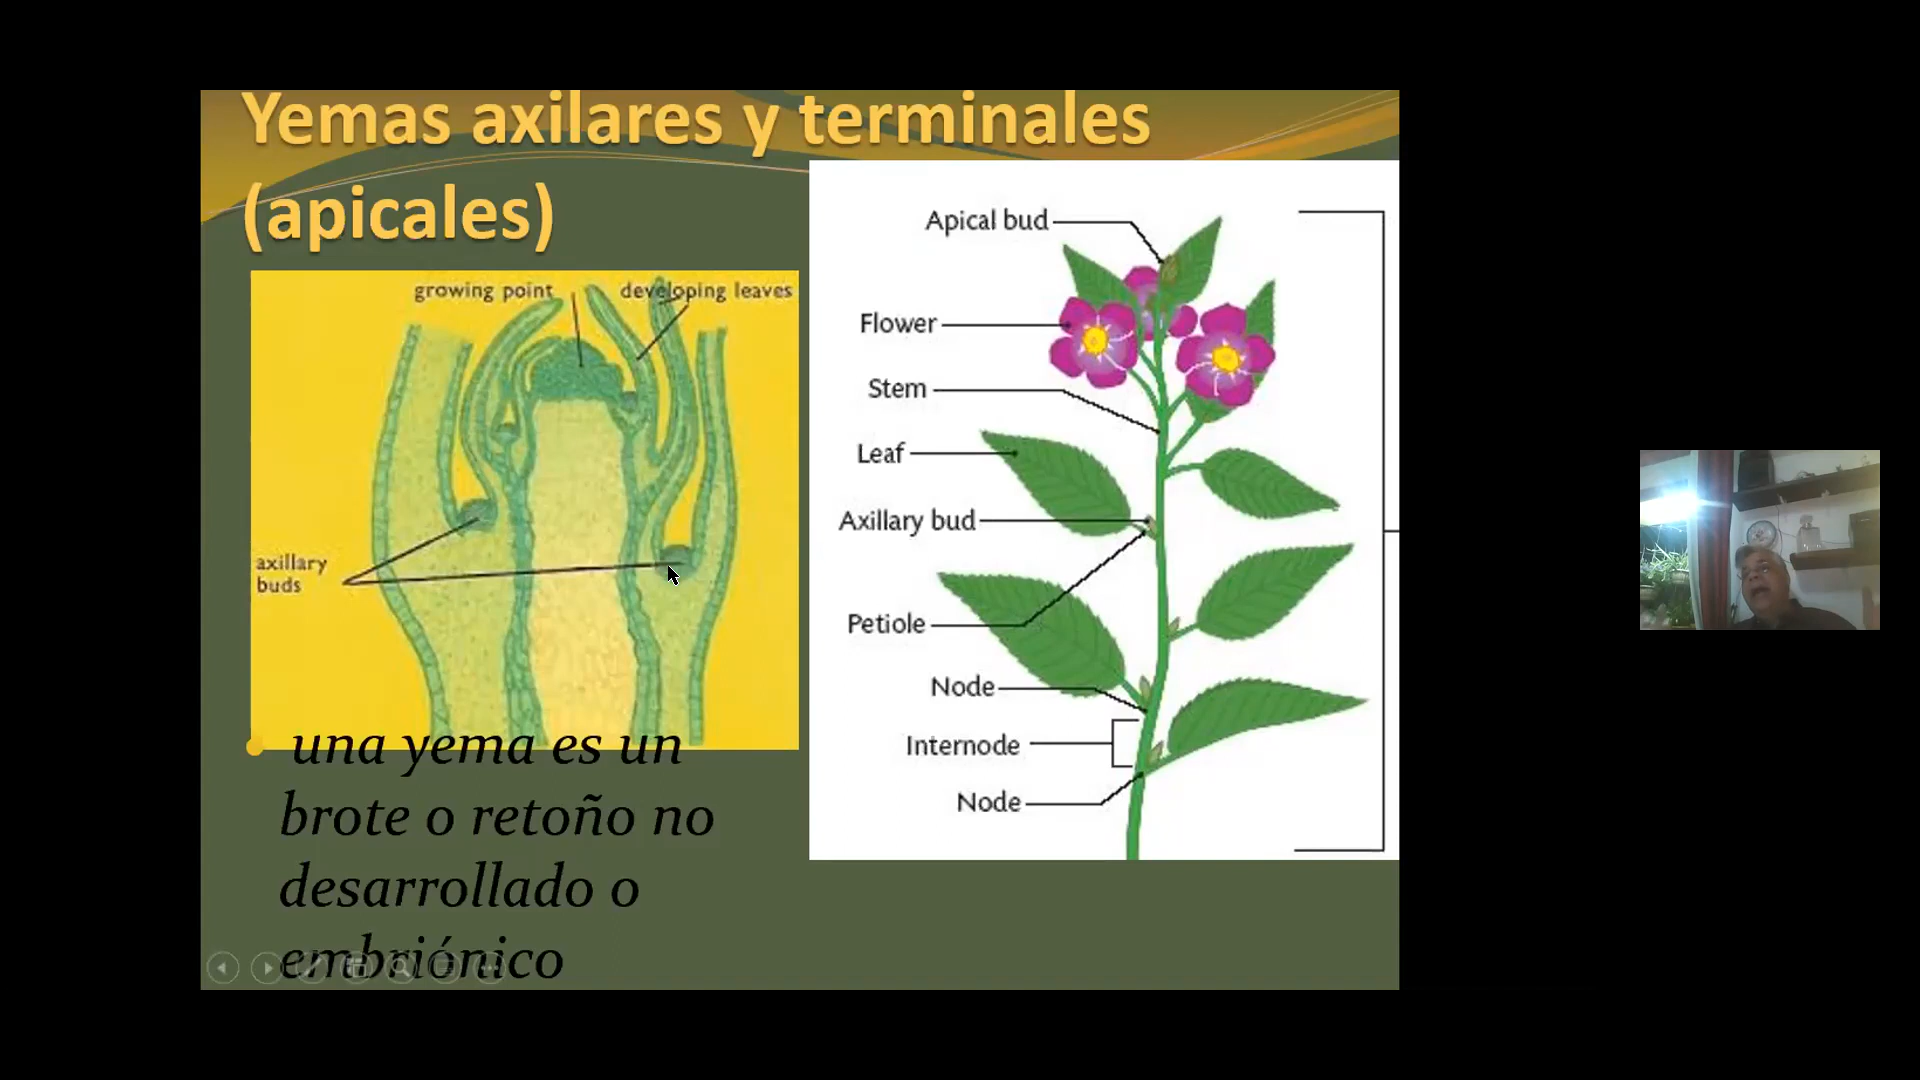 Yemas axilares y terminales
(apicales)
growing point
developing leaves
axillary
buds
una yema es un
brote o retoño no
desarrollado o
embriónico
Apical bud
Flower
Stem
Leaf
Axillary bud
Petiole
Node
Internode
Node